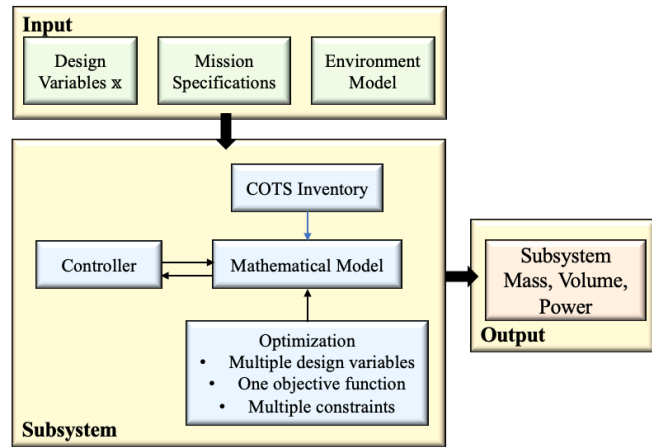 Input
Design
Variables 𝕩
Mission
Specifications
Environment
Model
COTS Inventory
Controller
Mathematical Model
Optimization
• Multiple design variables
• One objective function
• Multiple constraints
Subsystem
Subsystem
Mass, Volume,
Power
Output